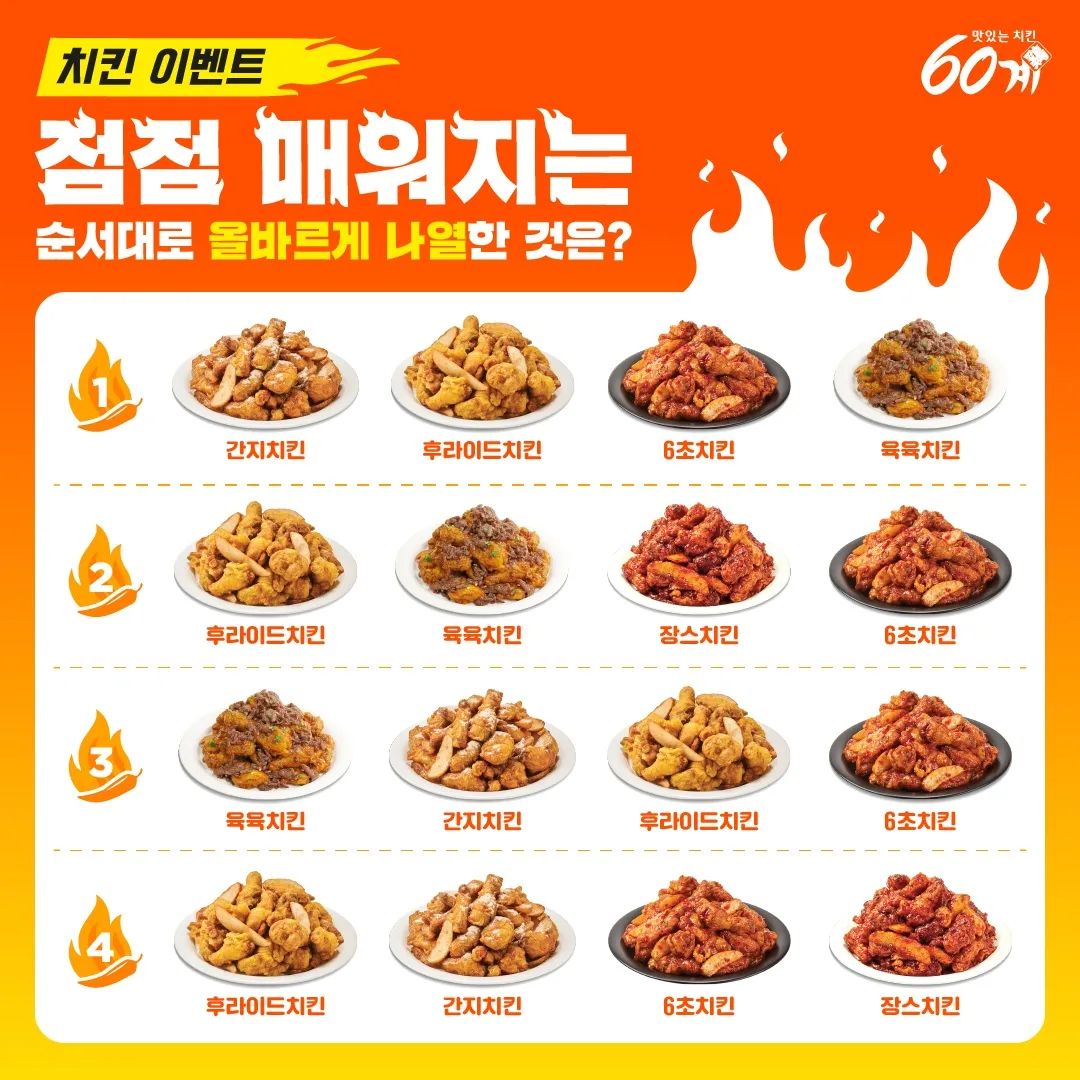 맛있는 치킨
60계
치킨 이벤트
점점 매워지는
순서대로 올바르게 나열한 것은?
1
간지치킨 후라이드치킨 6초치킨 육육치킨
2
후라이드치킨 육육치킨 장스치킨 6초치킨
3
육육치킨 간지치킨 후라이드치킨 6초치킨
4
후라이드치킨 간지치킨 6초치킨 장스치킨